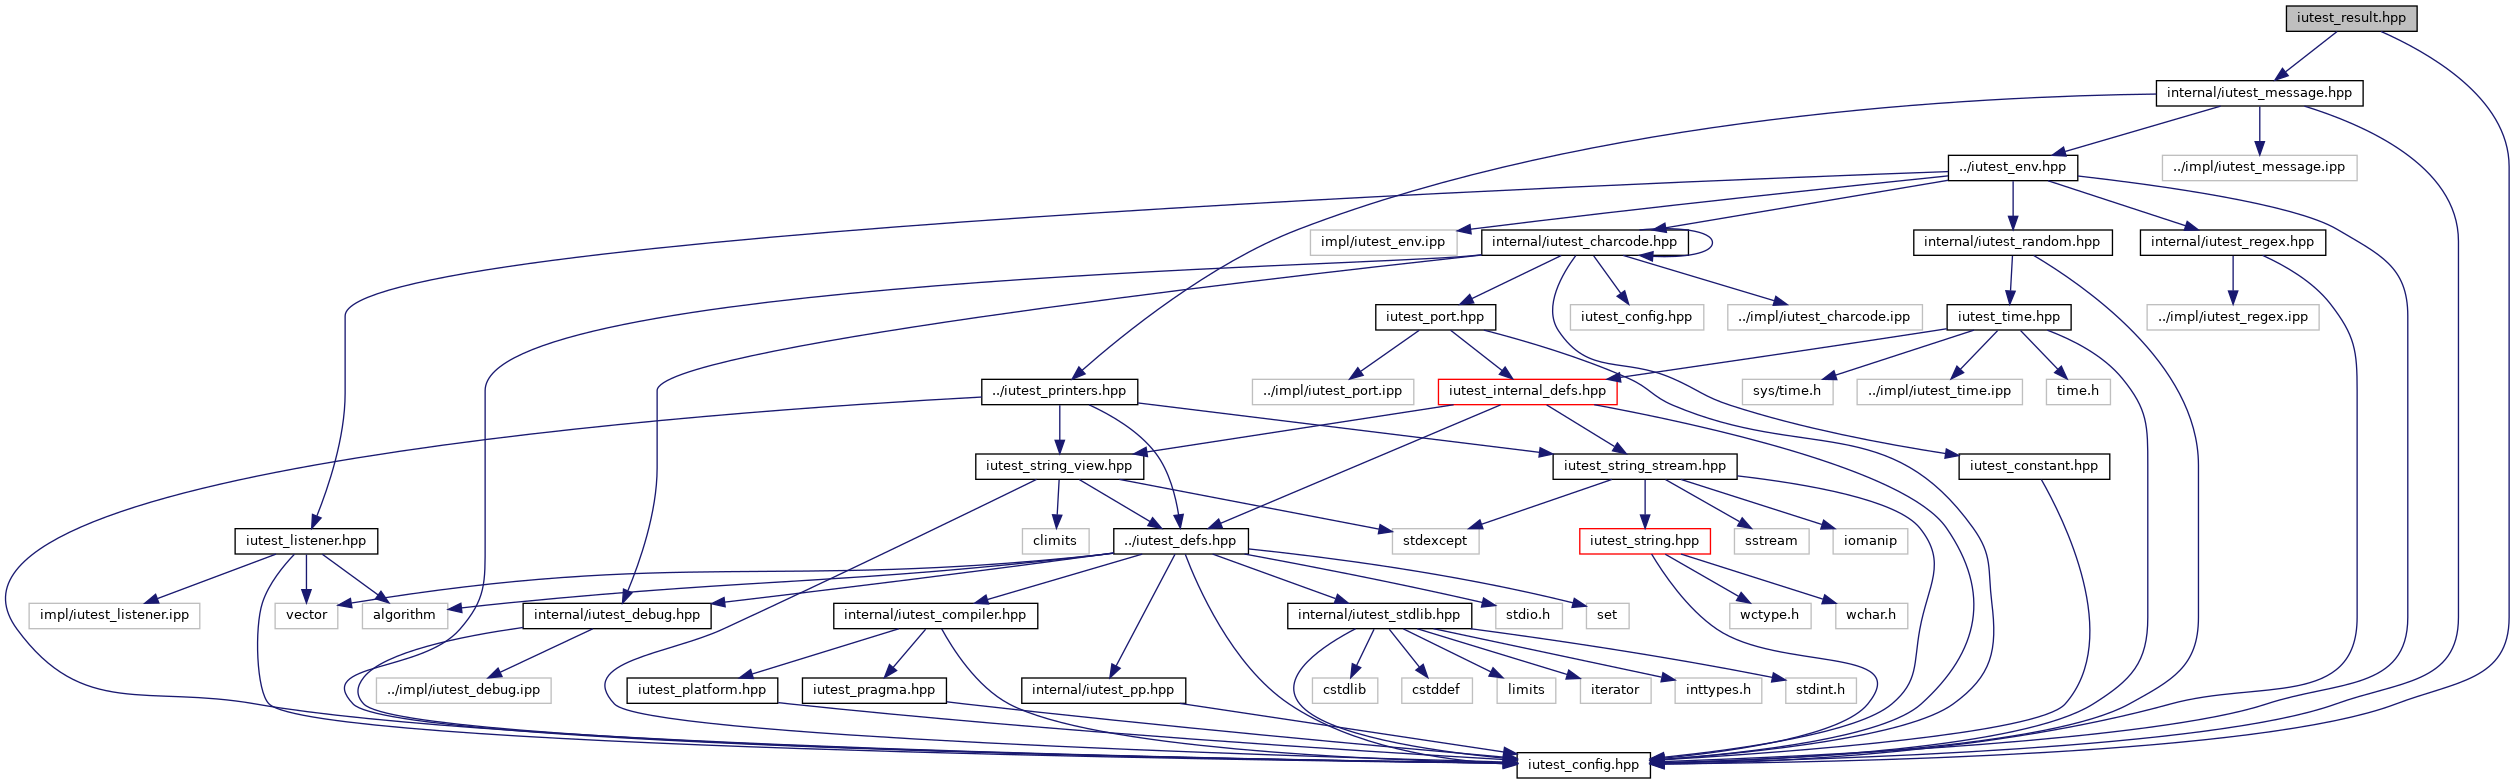 iutest_result.hpp
internal/iutest_message.hpp
../iutest_env.hpp
../impl/iutest_message.ipp
impl/iutest_env.ipp
internal/iutest_charcode.hpp
internal/iutest_random.hpp
internal/iutest_regex.hpp
iutest_port.hpp
iutest_config.hpp
../impl/iutest_charcode.ipp
iutest_time.hpp
../impl/iutest_regex.ipp
../iutest_printers.hpp
../impl/iutest_port.ipp
iutest_internal_defs.hpp
sys/time.h
../impl/iutest_time.ipp
time.h
iutest_string_view.hpp
iutest_string_stream.hpp
iutest_constant.hpp
iutest_listener.hpp
climits
../iutest_defs.hpp
stdexcept
iutest_string.hpp
sstream
iomanip
impl/iutest_listener.ipp
vector
algorithm
internal/iutest_debug.hpp
internal/iutest_compiler.hpp
internal/iutest_stdlib.hpp
stdio.h
set
wctype.h
wchar.h
../impl/iutest_debug.ipp
iutest_platform.hpp
iutest_pragma.hpp
internal/iutest_pp.hpp
cstdlib
cstddef
limits
iterator
inttypes.h
stdint.h
iutest_config.hpp